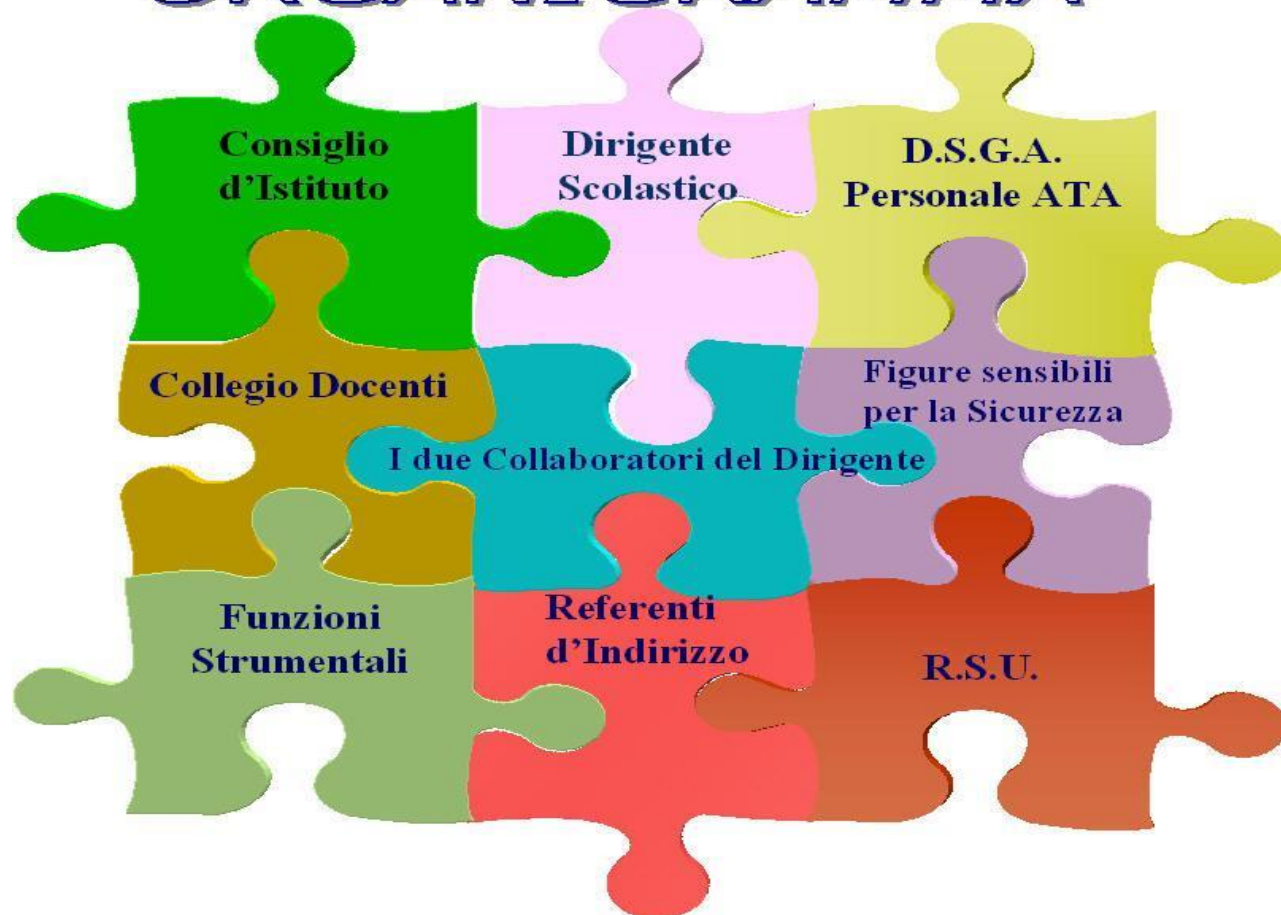 ORGANIGRAMMA
Consiglio
d’Istituto
Dirigente
Scolastico
D.S.G.A.
Personale ATA
Collegio Docenti
I due Collaboratori del Dirigente
Figure sensibili
per la Sicurezza
Funzioni
Strumentali
Referenti
d’Indirizzo
R.S.U.